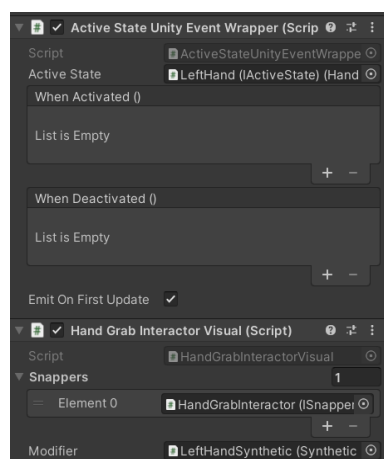 Active State Unity Event Wrapper (Scrip
Script ActiveStateUnityEventWrappe
Active State LeftHand (IActiveState) (Hand
When Activated ()
List is Empty
+ −
When Deactivated ()
List is Empty
+ −
Emit On First Update
Hand Grab Interactor Visual (Script)
Script HandGrabInteractorVisual
Snappers 1
= Element 0 HandGrabInteractor (ISnapper
+ −
Modifier LeftHandSynthetic (Synthetic